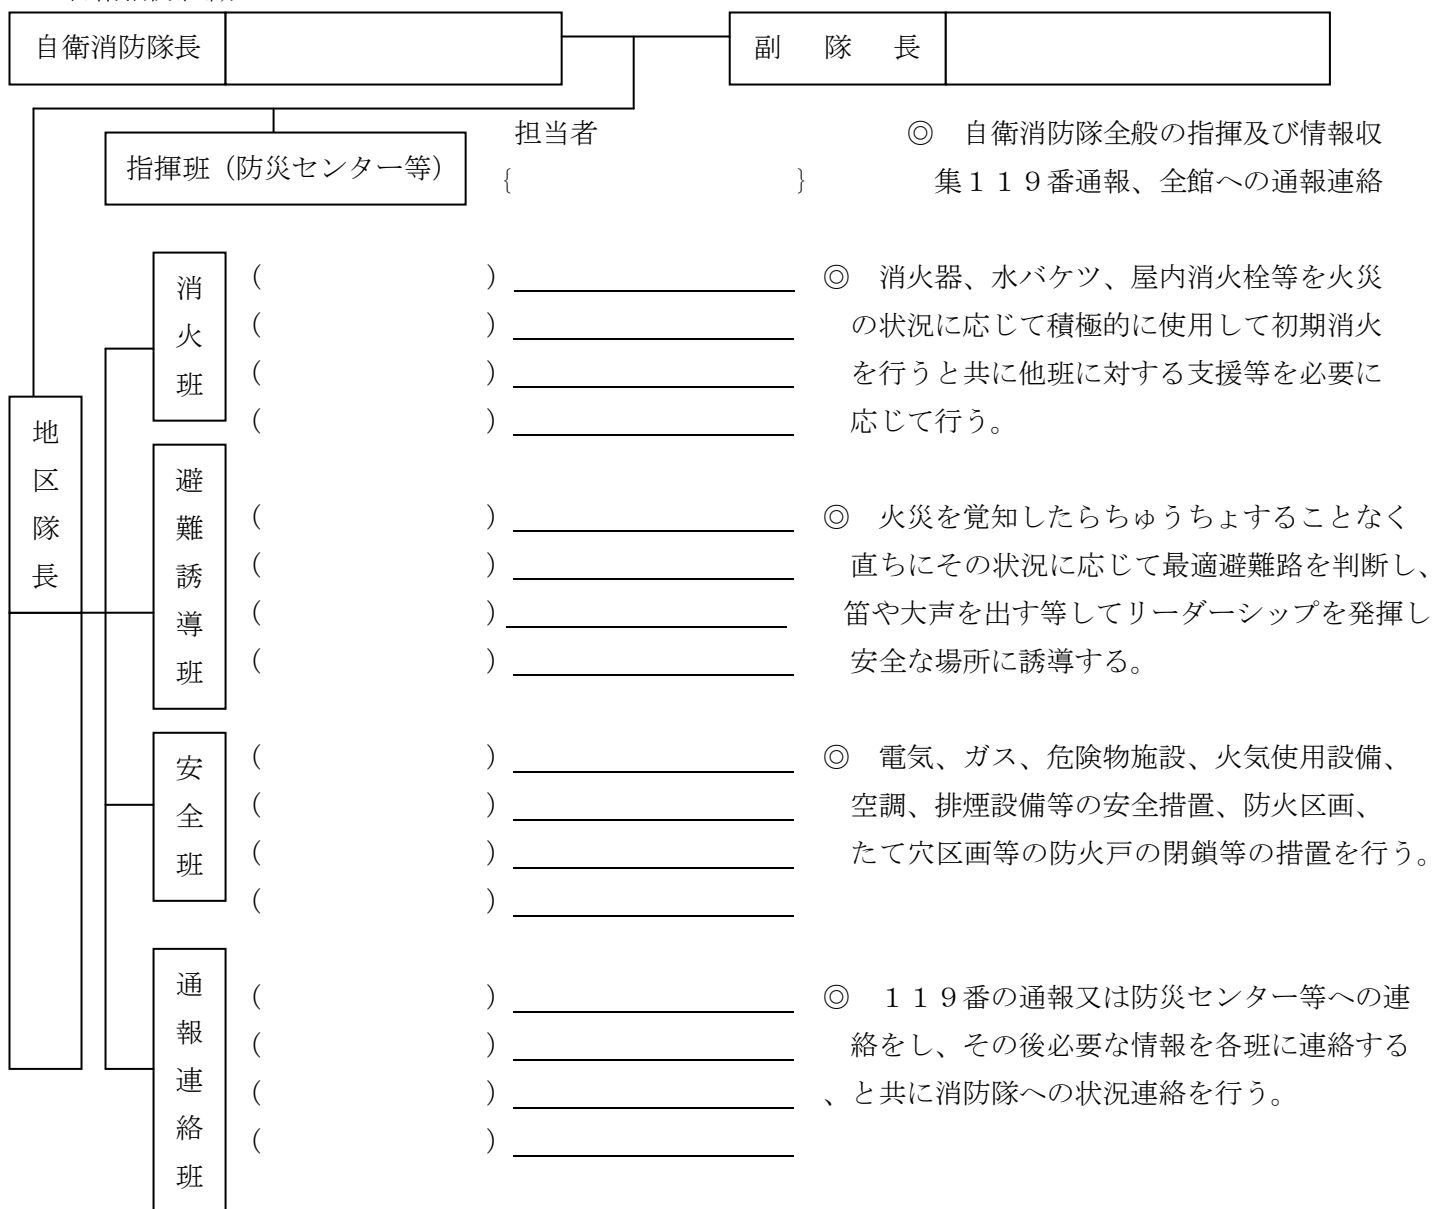 自衛消防隊長
副　隊　長
担当者
指揮班（防災センター等）
｛　　　　　　　　　　｝
◎　自衛消防隊全般の指揮及び情報収
集１１９番通報、全館への通報連絡
地区隊長
消火班
（　　　　　　　　）
（　　　　　　　　）
（　　　　　　　　）
（　　　　　　　　）
◎　消火器、水バケツ、屋内消火栓等を火災
の状況に応じて積極的に使用して初期消火
を行うと共に他班に対する支援等を必要に
応じて行う。
避難誘導班
（　　　　　　　　）
（　　　　　　　　）
（　　　　　　　　）
（　　　　　　　　）
◎　火災を覚知したらちゅうちょすることなく
直ちにその状況に応じて最適避難路を判断し、
笛や大声を出す等してリーダーシップを発揮し
安全な場所に誘導する。
安全班
（　　　　　　　　）
（　　　　　　　　）
（　　　　　　　　）
（　　　　　　　　）
◎　電気、ガス、危険物施設、火気使用設備、
空調、排煙設備等の安全措置、防火区画、
たて穴区画等の防火戸の閉鎖等の措置を行う。
通報連絡班
（　　　　　　　　）
（　　　　　　　　）
（　　　　　　　　）
（　　　　　　　　）
◎　１１９番の通報又は防災センター等への連
絡をし、その後必要な情報を各班に連絡する
、と共に消防隊への状況連絡を行う。